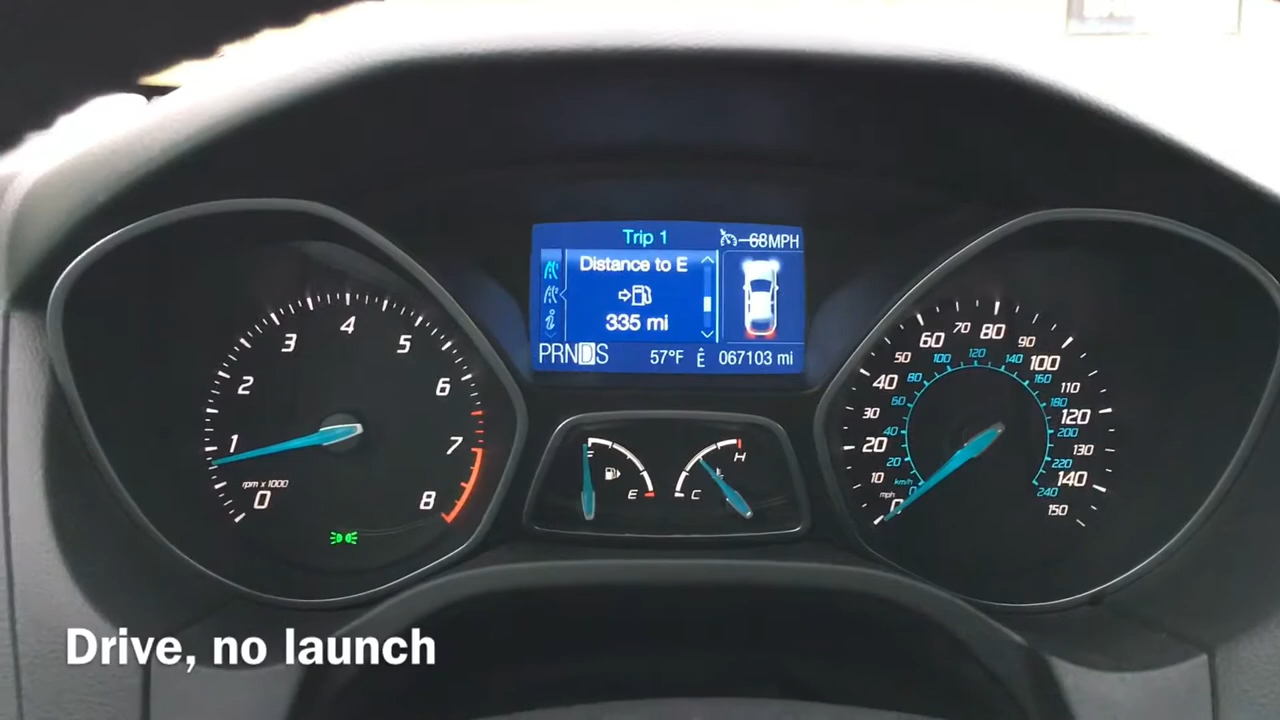 Trip 1
68MPH
Distance to E
335 mi
PRNDS
57°F
Ê
067103 mi
0
1
2
3
4
5
6
7
8
rpm x 1000
F
E
C
H
mph
0
10
20
30
40
50
60
70
80
90
100
110
120
130
140
150
km/h
0
20
40
60
80
100
120
140
160
180
200
220
240
Drive, no launch